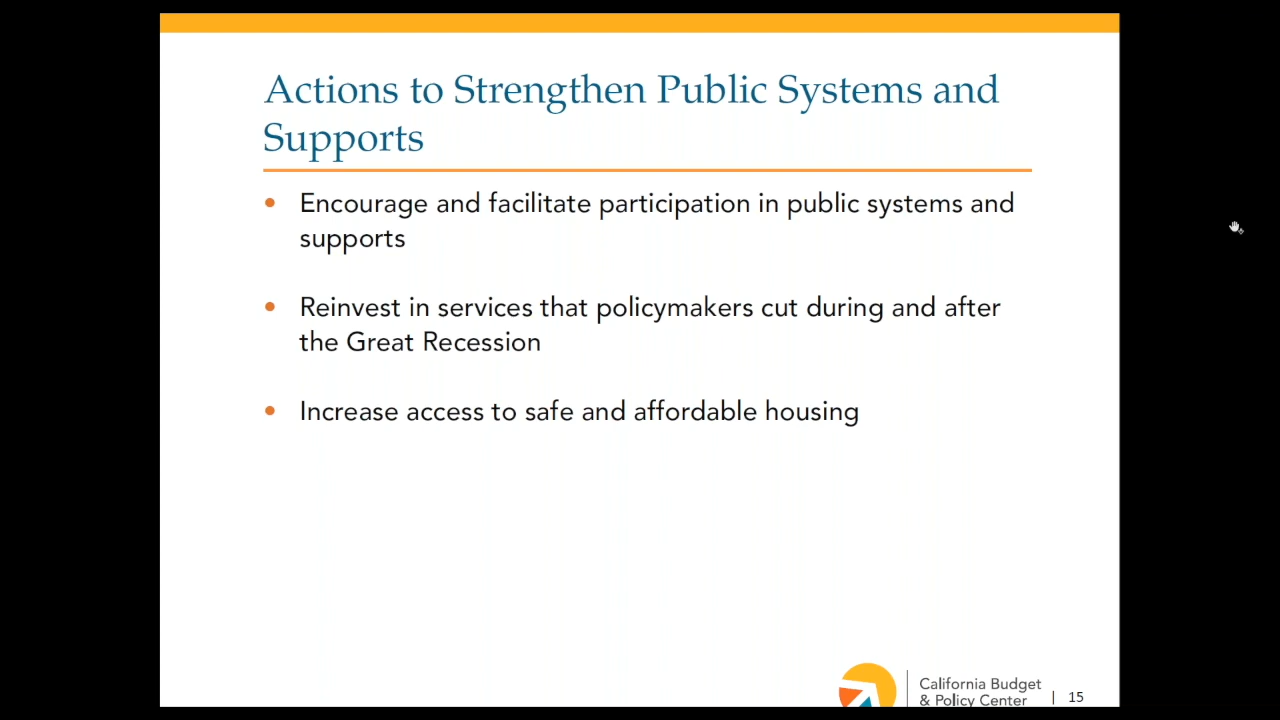 Actions to Strengthen Public Systems and
Supports
• Encourage and facilitate participation in public systems and
supports
• Reinvest in services that policymakers cut during and after
the Great Recession
• Increase access to safe and affordable housing
California Budget
& Policy Center | 15